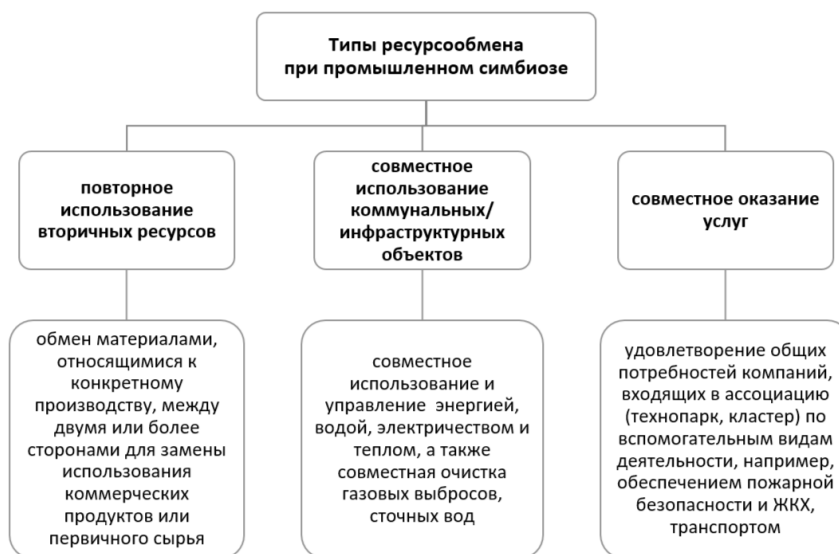 Типы ресурсообмена
при промышленном симбиозе
повторное
использование
вторичных ресурсов
совместное
использование
коммунальных/
инфраструктурных
объектов
совместное оказание
услуг
обмен материалами,
относящимися к
конкретному
производству, между
двумя или более
сторонами для замены
использования
коммерческих
продуктов или
первичного сырья
совместное
использование и
управление энергией,
водой, электричеством и
теплом, а также
совместная очистка
газовых выбросов,
сточных вод
удовлетворение общих
потребностей компаний,
входящих в ассоциацию
(технопарк, кластер) по
вспомогательным видам
деятельности, например,
обеспечением пожарной
безопасности и ЖКХ,
транспортом